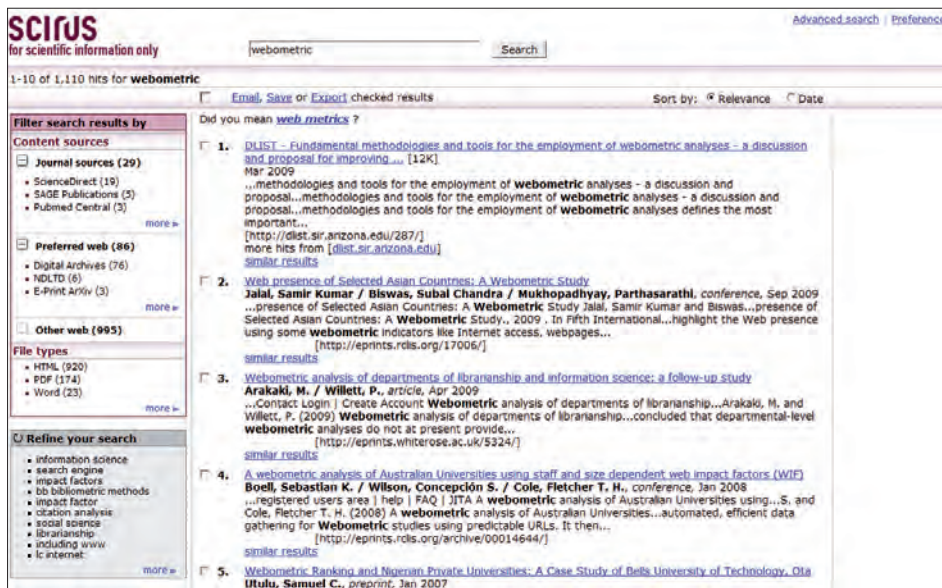 SCIRUS
for scientific information only
Advanced search | Preference
webometric
Search
1-10 of 1,110 hits for webometric
Email, Save or Export checked results
Sort by: Relevance Date
Filter search results by
Content sources
Journal sources (29)
ScienceDirect (19)
SAGE Publications (5)
Pubmed Central (3)
more »
Preferred web (86)
Digital Archives (76)
NDLTD (6)
E-Print ArXiv (3)
more »
Other web (995)
File types
HTML (920)
PDF (174)
Word (23)
more »
Refine your search
information science
search engine
impact factors
bb bibliometric methods
impact factor
citation analysis
social science
librarianship
including www
lc internet
more »
Did you mean web metrics ?
1. DLIST - Fundamental methodologies and tools for the employment of webometric analyses - a discussion
and proposal for improving ... [12K]
Mar 2009
...methodologies and tools for the employment of webometric analyses - a discussion and
proposal...methodologies and tools for the employment of webometric analyses - a discussion and
proposal...methodologies and tools for the employment of webometric analyses defines the most
important...
[http://dlist.sir.arizona.edu/287/]
more hits from [dlist.sir.arizona.edu]
similar results
2. Web presence of Selected Asian Countries: A Webometric Study
Jalal, Samir Kumar / Biswas, Subal Chandra / Mukhopadhyay, Parthasarathi, conference, Sep 2009
...presence of Selected Asian Countries: A Webometric Study Jalal, Samir Kumar and Biswas...presence of
Selected Asian Countries: A Webometric Study., 2009 . In Fifth International...highlight the Web presence
using some webometric indicators like Internet access, webpages...
[http://eprints.rclis.org/17006/]
similar results
3. Webometric analysis of departments of librarianship and information science: a follow-up study
Arakaki, M. / Willett, P., article, Apr 2009
...Contact Login | Create Account Webometric analysis of departments of librarianship...Arakaki, M. and
Willett, P. (2009) Webometric analysis of departments of librarianship...concluded that departmental-level
webometric analyses do not at present provide...
[http://eprints.whiterose.ac.uk/5324/]
similar results
4. A webometric analysis of Australian Universities using staff and size dependent web impact factors (WIF)
Boell, Sebastian K. / Wilson, Concepción S. / Cole, Fletcher T. H., conference, Jan 2008
...registered users area | help | FAQ | JITA A webometric analysis of Australian Universities using...S. and
Cole, Fletcher T. H. (2008) A webometric analysis of Australian Universities...automated, efficient data
gathering for Webometric studies using predictable URLs. It then...
[http://eprints.rclis.org/archive/00014644/]
similar results
5. Webometric Ranking and Nigerian Private Universities: A Case Study of Bells University of Technology, Ota
Utulu, Samuel C., preprint, Jan 2007